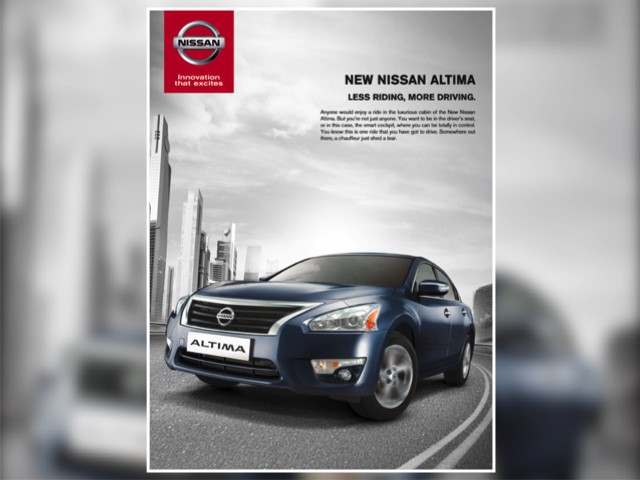 NISSAN
Innovation
that excites
NEW NISSAN ALTIMA
LESS RIDING, MORE DRIVING.
Anyone would enjoy a ride in the luxurious cabin of the New Nissan
Altima. But you're not just anyone. You want to be in the driver's seat,
or in this case, the smart cockpit, where you can be totally in control.
You know this is one ride that you have got to drive. Somewhere out
there, a chauffeur just shed a tear.
ALTIMA